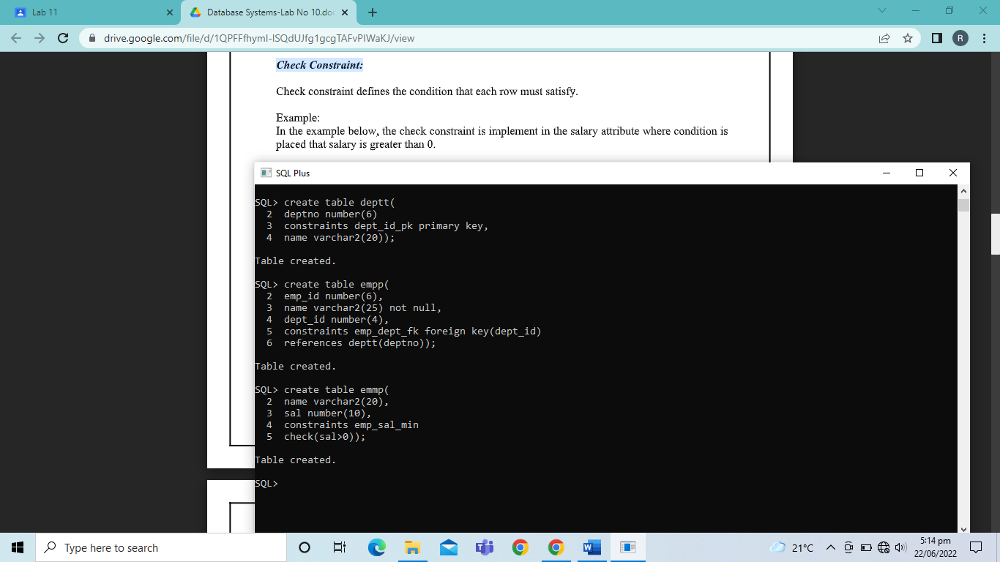 Lab 11
Database Systems-Lab No 10.doc
drive.google.com/file/d/1QPFFfhymI-ISQdUJfg1gcgTAFvPIWaKJ/view
R
Check Constraint:
Check constraint defines the condition that each row must satisfy.
Example:
In the example below, the check constraint is implement in the salary attribute where condition is
placed that salary is greater than 0.
SQL Plus
SQL> create table deptt(
2 deptno number(6)
3 constraints dept_id_pk primary key,
4 name varchar2(20));
Table created.
SQL> create table empp(
2 emp_id number(6),
3 name varchar2(25) not null,
4 dept_id number(4),
5 constraints emp_dept_fk foreign key(dept_id)
6 references deptt(deptno));
Table created.
SQL> create table emmp(
2 name varchar2(20),
3 sal number(10),
4 constraints emp_sal_min
5 check(sal>0));
Table created.
SQL>
Type here to search
21°C
5:14 pm
22/06/2022